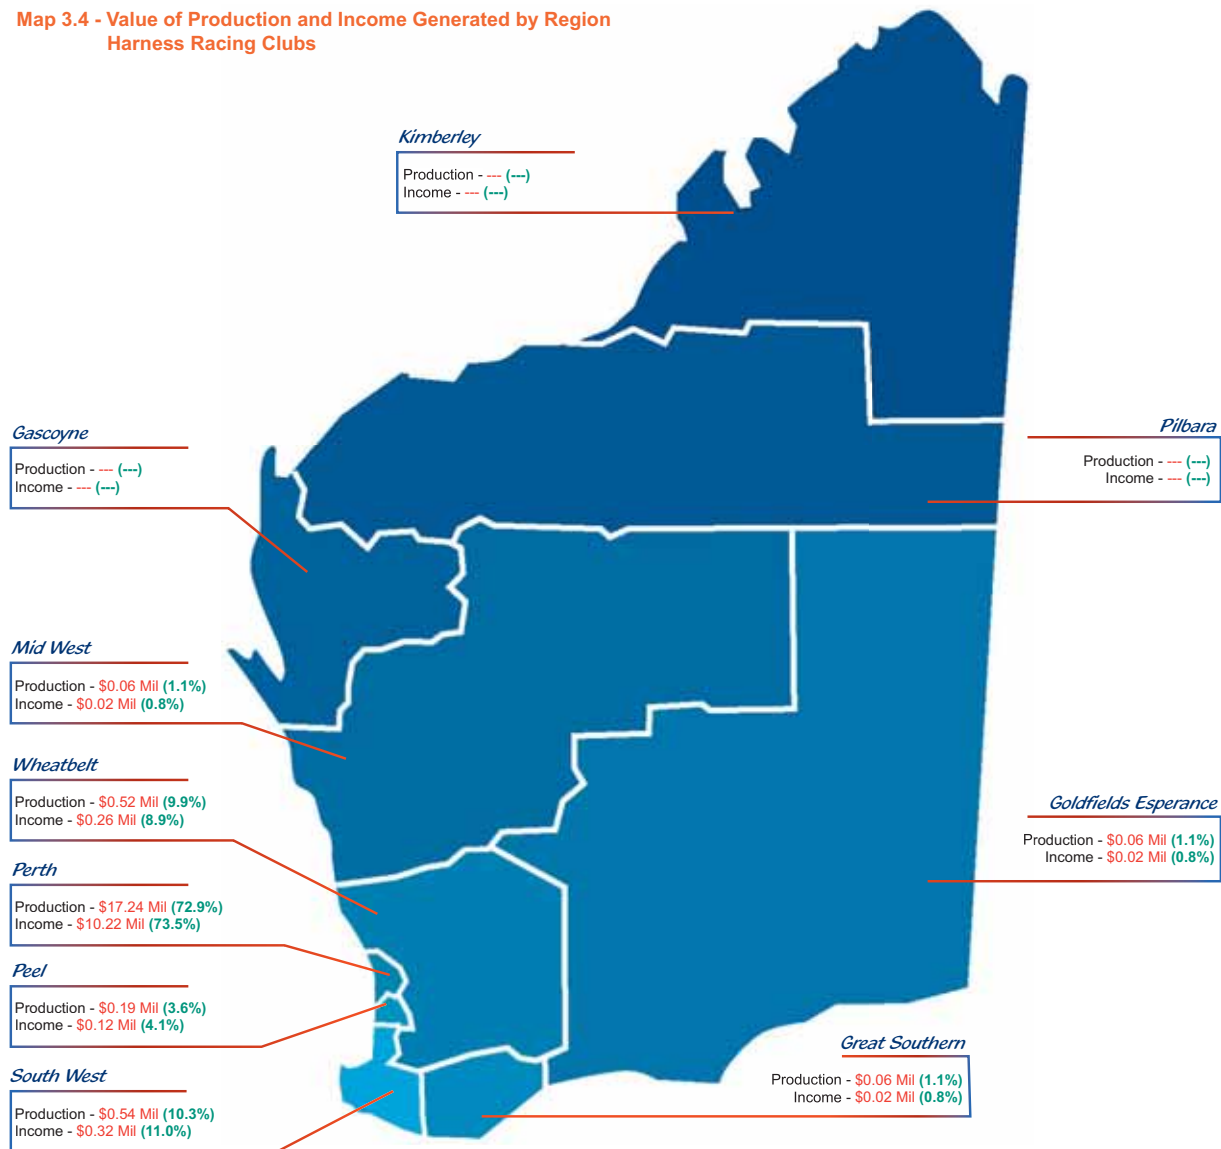 Map 3.4 - Value of Production and Income Generated by Region
Harness Racing Clubs
Kimberley
Production - --- (---)
Income - --- (---)
Gascoyne
Production - --- (---)
Income - --- (---)
Pilbara
Production - --- (---)
Income - --- (---)
Mid West
Production - $0.06 Mil (1.1%)
Income - $0.02 Mil (0.8%)
Wheatbelt
Production - $0.52 Mil (9.9%)
Income - $0.26 Mil (8.9%)
Goldfields Esperance
Production - $0.06 Mil (1.1%)
Income - $0.02 Mil (0.8%)
Perth
Production - $17.24 Mil (72.9%)
Income - $10.22 Mil (73.5%)
Peel
Production - $0.19 Mil (3.6%)
Income - $0.12 Mil (4.1%)
Great Southern
Production - $0.06 Mil (1.1%)
Income - $0.02 Mil (0.8%)
South West
Production - $0.54 Mil (10.3%)
Income - $0.32 Mil (11.0%)